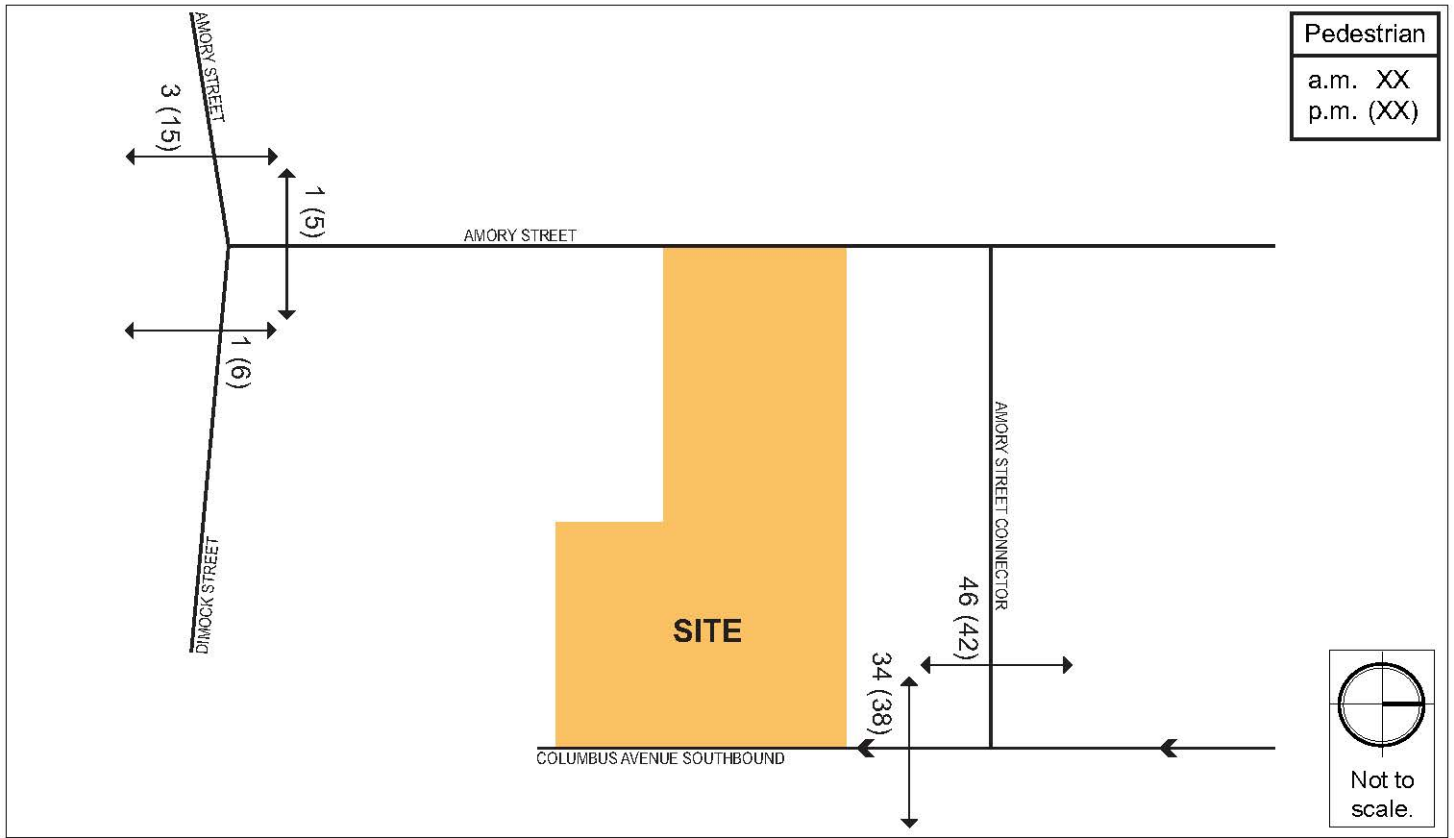 AMORY STREET
3 (15)
1 (5)
AMORY STREET
1 (6)
DIMOCK STREET
SITE
AMORY STREET CONNECTOR
46 (42)
34 (38)
COLUMBUS AVENUE SOUTHBOUND
Pedestrian
a.m. XX
p.m. (XX)
Not to
scale.